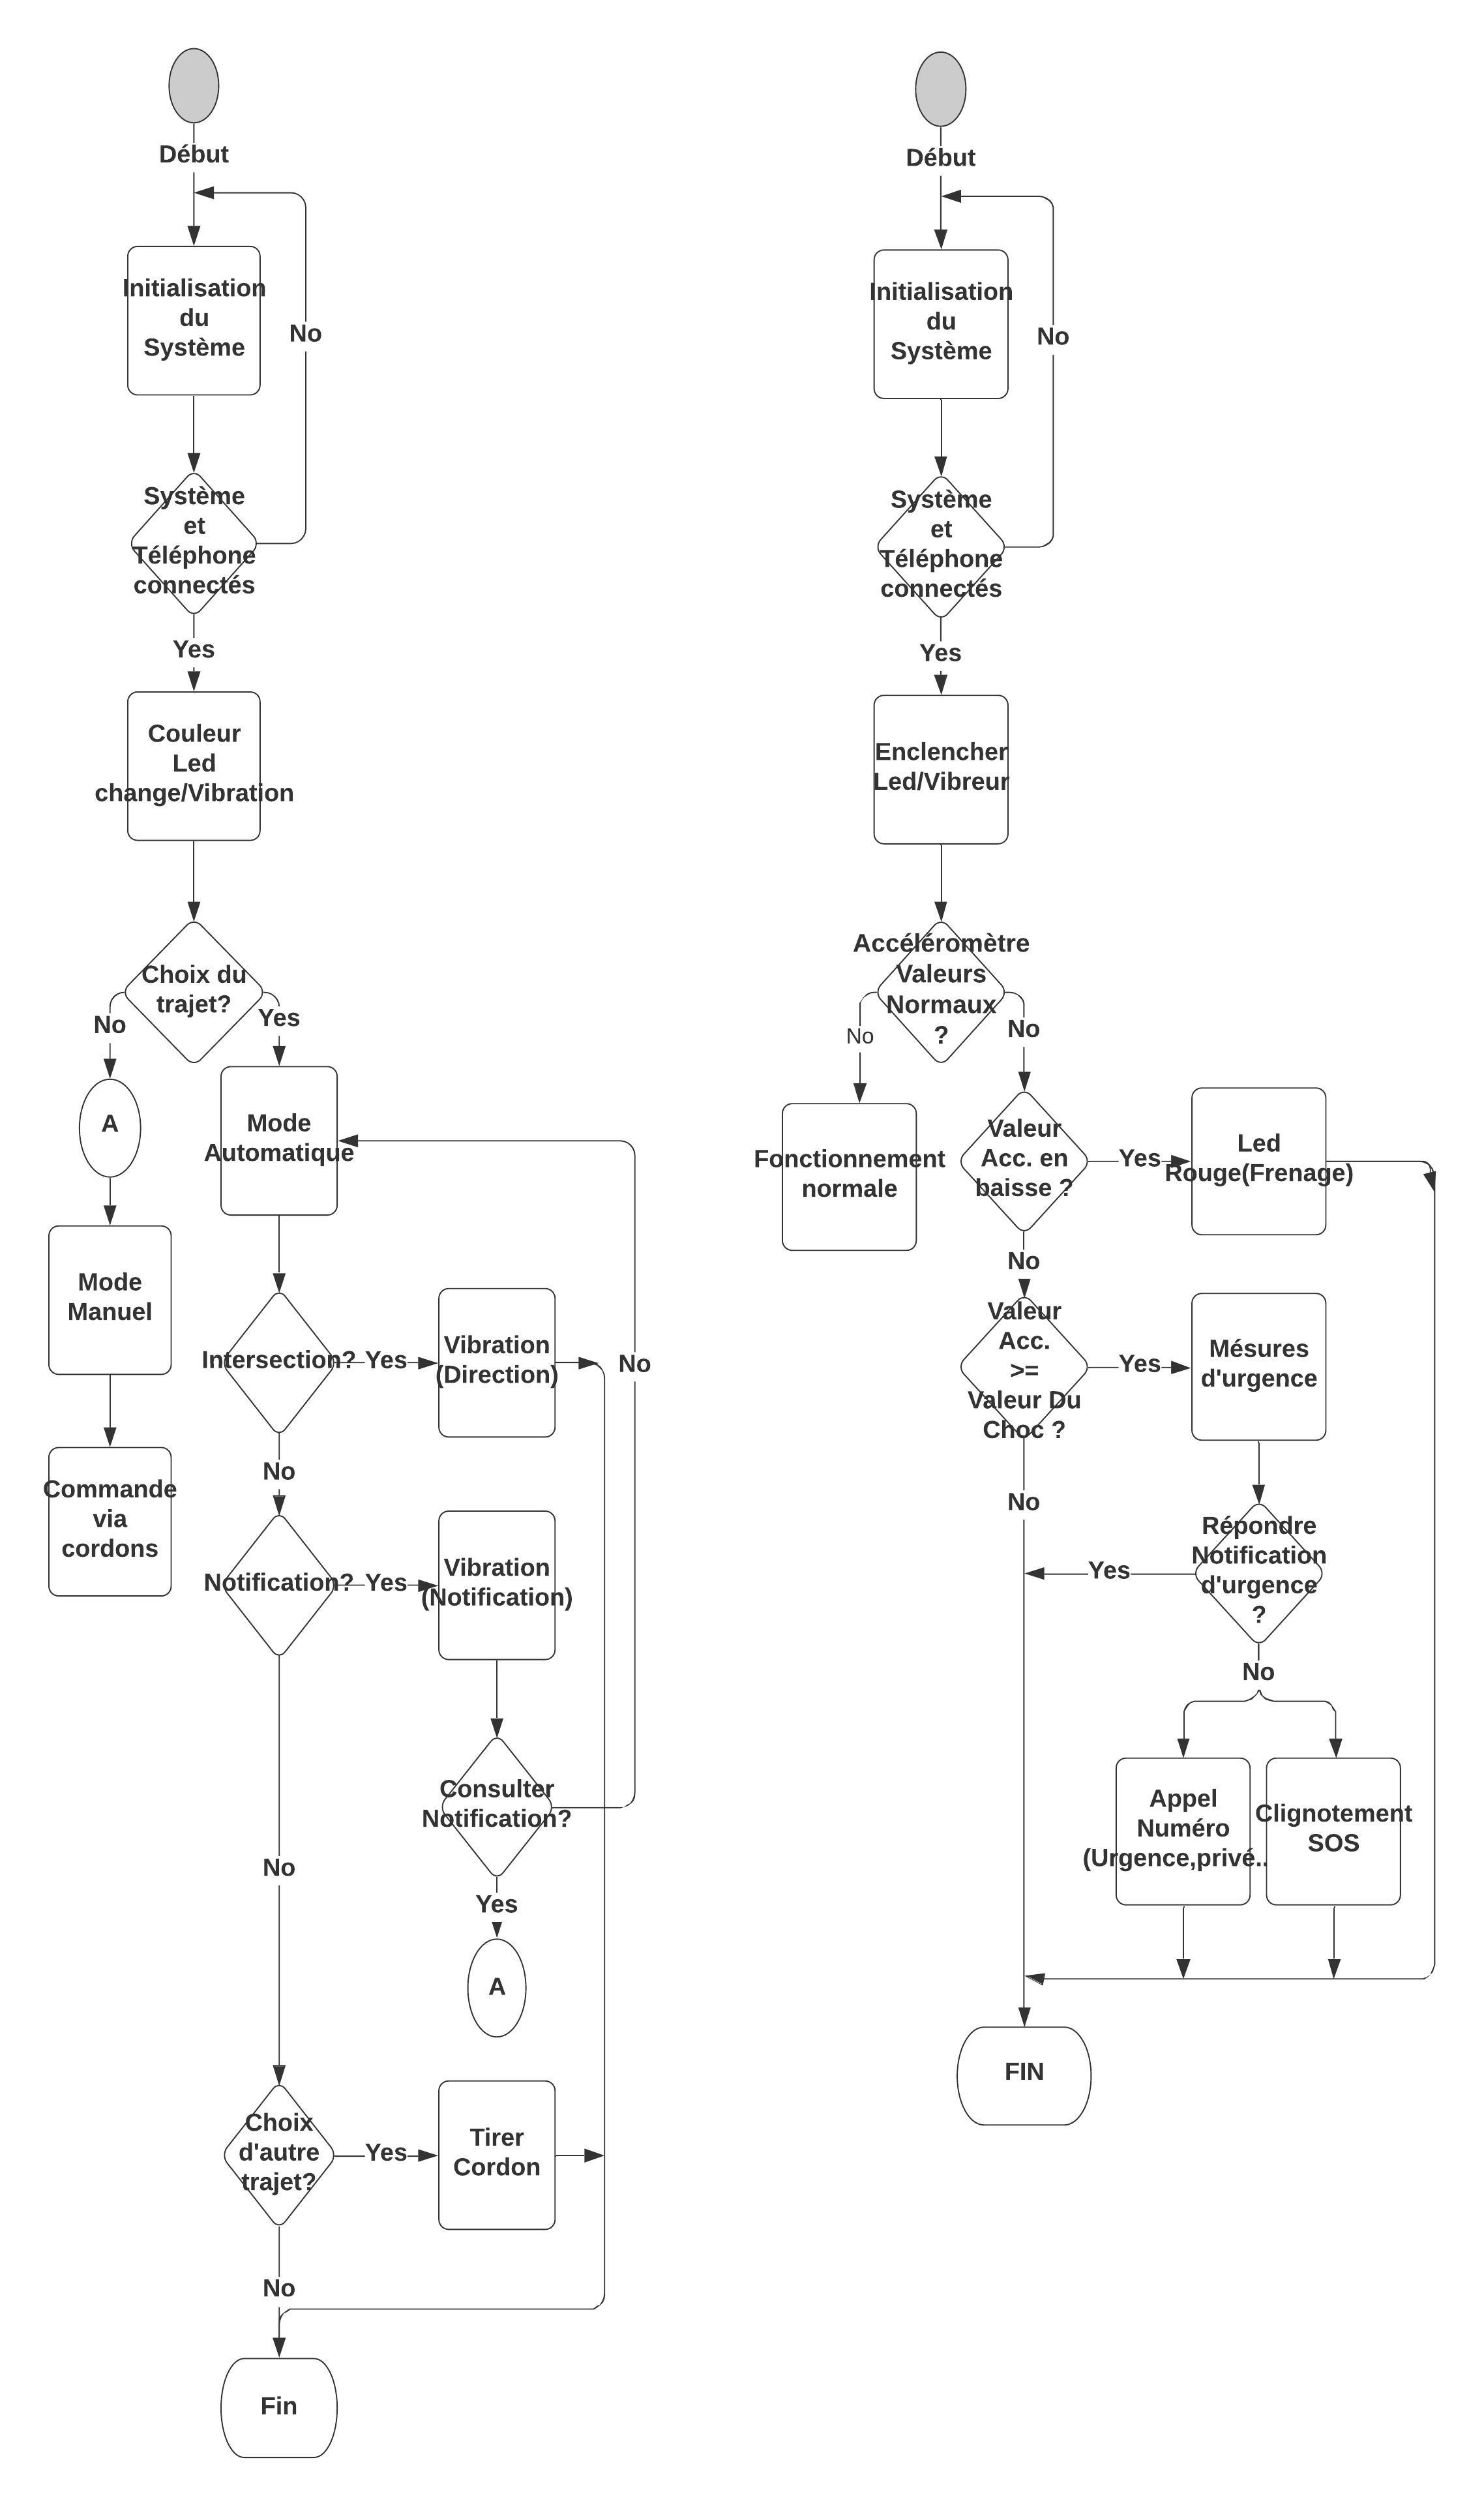 Début
Initialisation
du
Système
No
Système
et
Téléphone
connectés
Yes
Couleur
Led
change/Vibration
Choix du
trajet?
No
Yes
A
Mode
Automatique
Mode
Manuel
Commande
via
cordons
Intersection?
Yes
Vibration
(Direction)
No
No
Notification?
Yes
Vibration
(Notification)
Consulter
Notification?
No
Yes
A
Choix
d'autre
trajet?
Yes
Tirer
Cordon
No
Fin
Début
Initialisation
du
Système
No
Système
et
Téléphone
connectés
Yes
Enclencher
Led/Vibreur
Accéléromètre
Valeurs
Normaux
?
No
No
Fonctionnement
normale
Valeur
Acc. en
baisse ?
Yes
Led
Rouge(Frenage)
No
Valeur
Acc.
>=
Valeur Du
Choc ?
Yes
Mésures
d'urgence
No
Répondre
Notification
d'urgence
?
Yes
No
Appel
Numéro
(Urgence,privé..
Clignotement
SOS
FIN